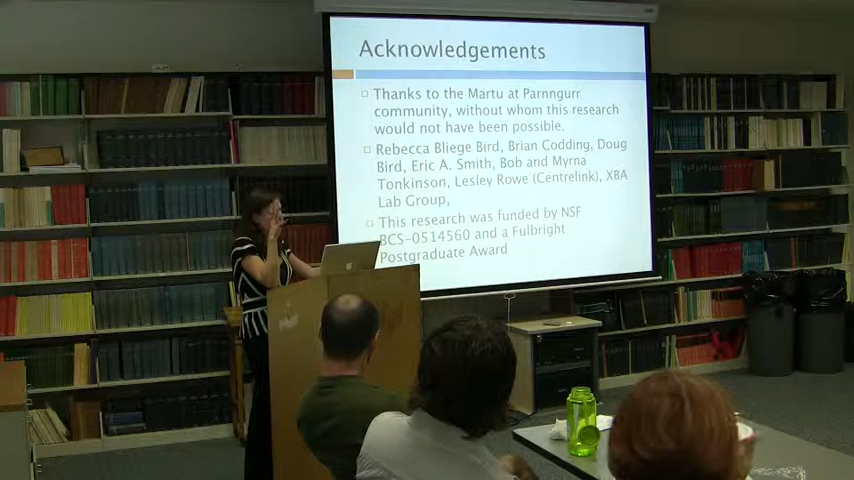 Acknowledgements
Thanks to the Martu at Parnngurr
community, without whom this research
would not have been possible.
Rebecca Bliege Bird, Brian Codding, Doug
Bird, Eric A. Smith, Bob and Myrna
Tonkinson, Lesley Rowe (Centrelink), XBA
Lab Group,
This research was funded by NSF
BCS-0514560 and a Fulbright
Postgraduate Award